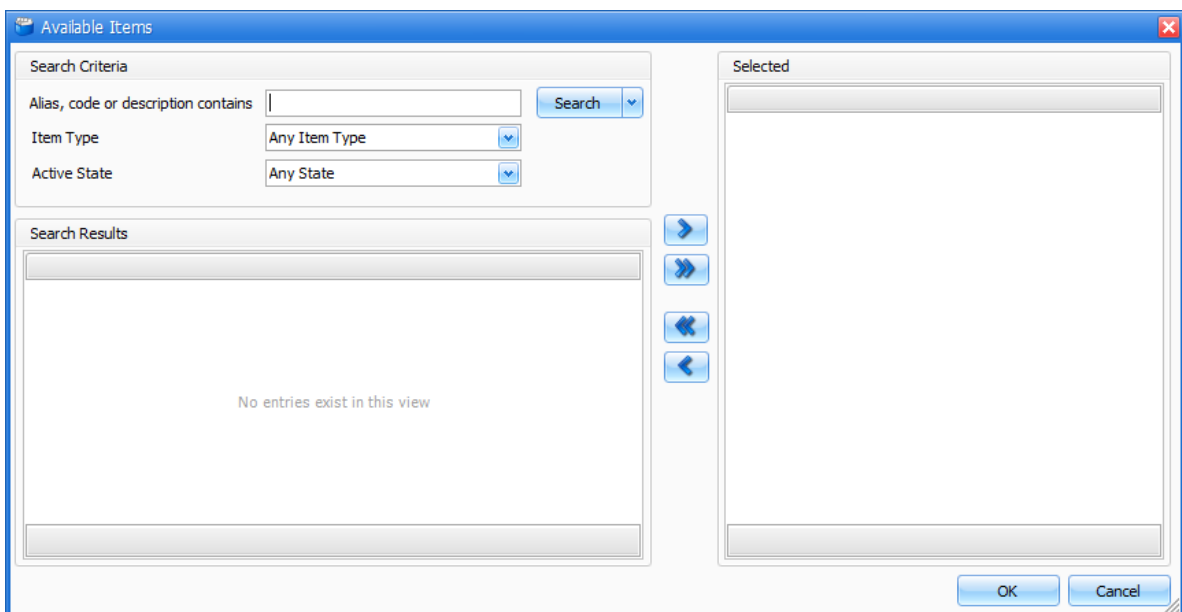 Available Items
Search Criteria
Alias, code or description contains
Search
Item Type
Any Item Type
Active State
Any State
Search Results
No entries exist in this view
Selected
OK
Cancel